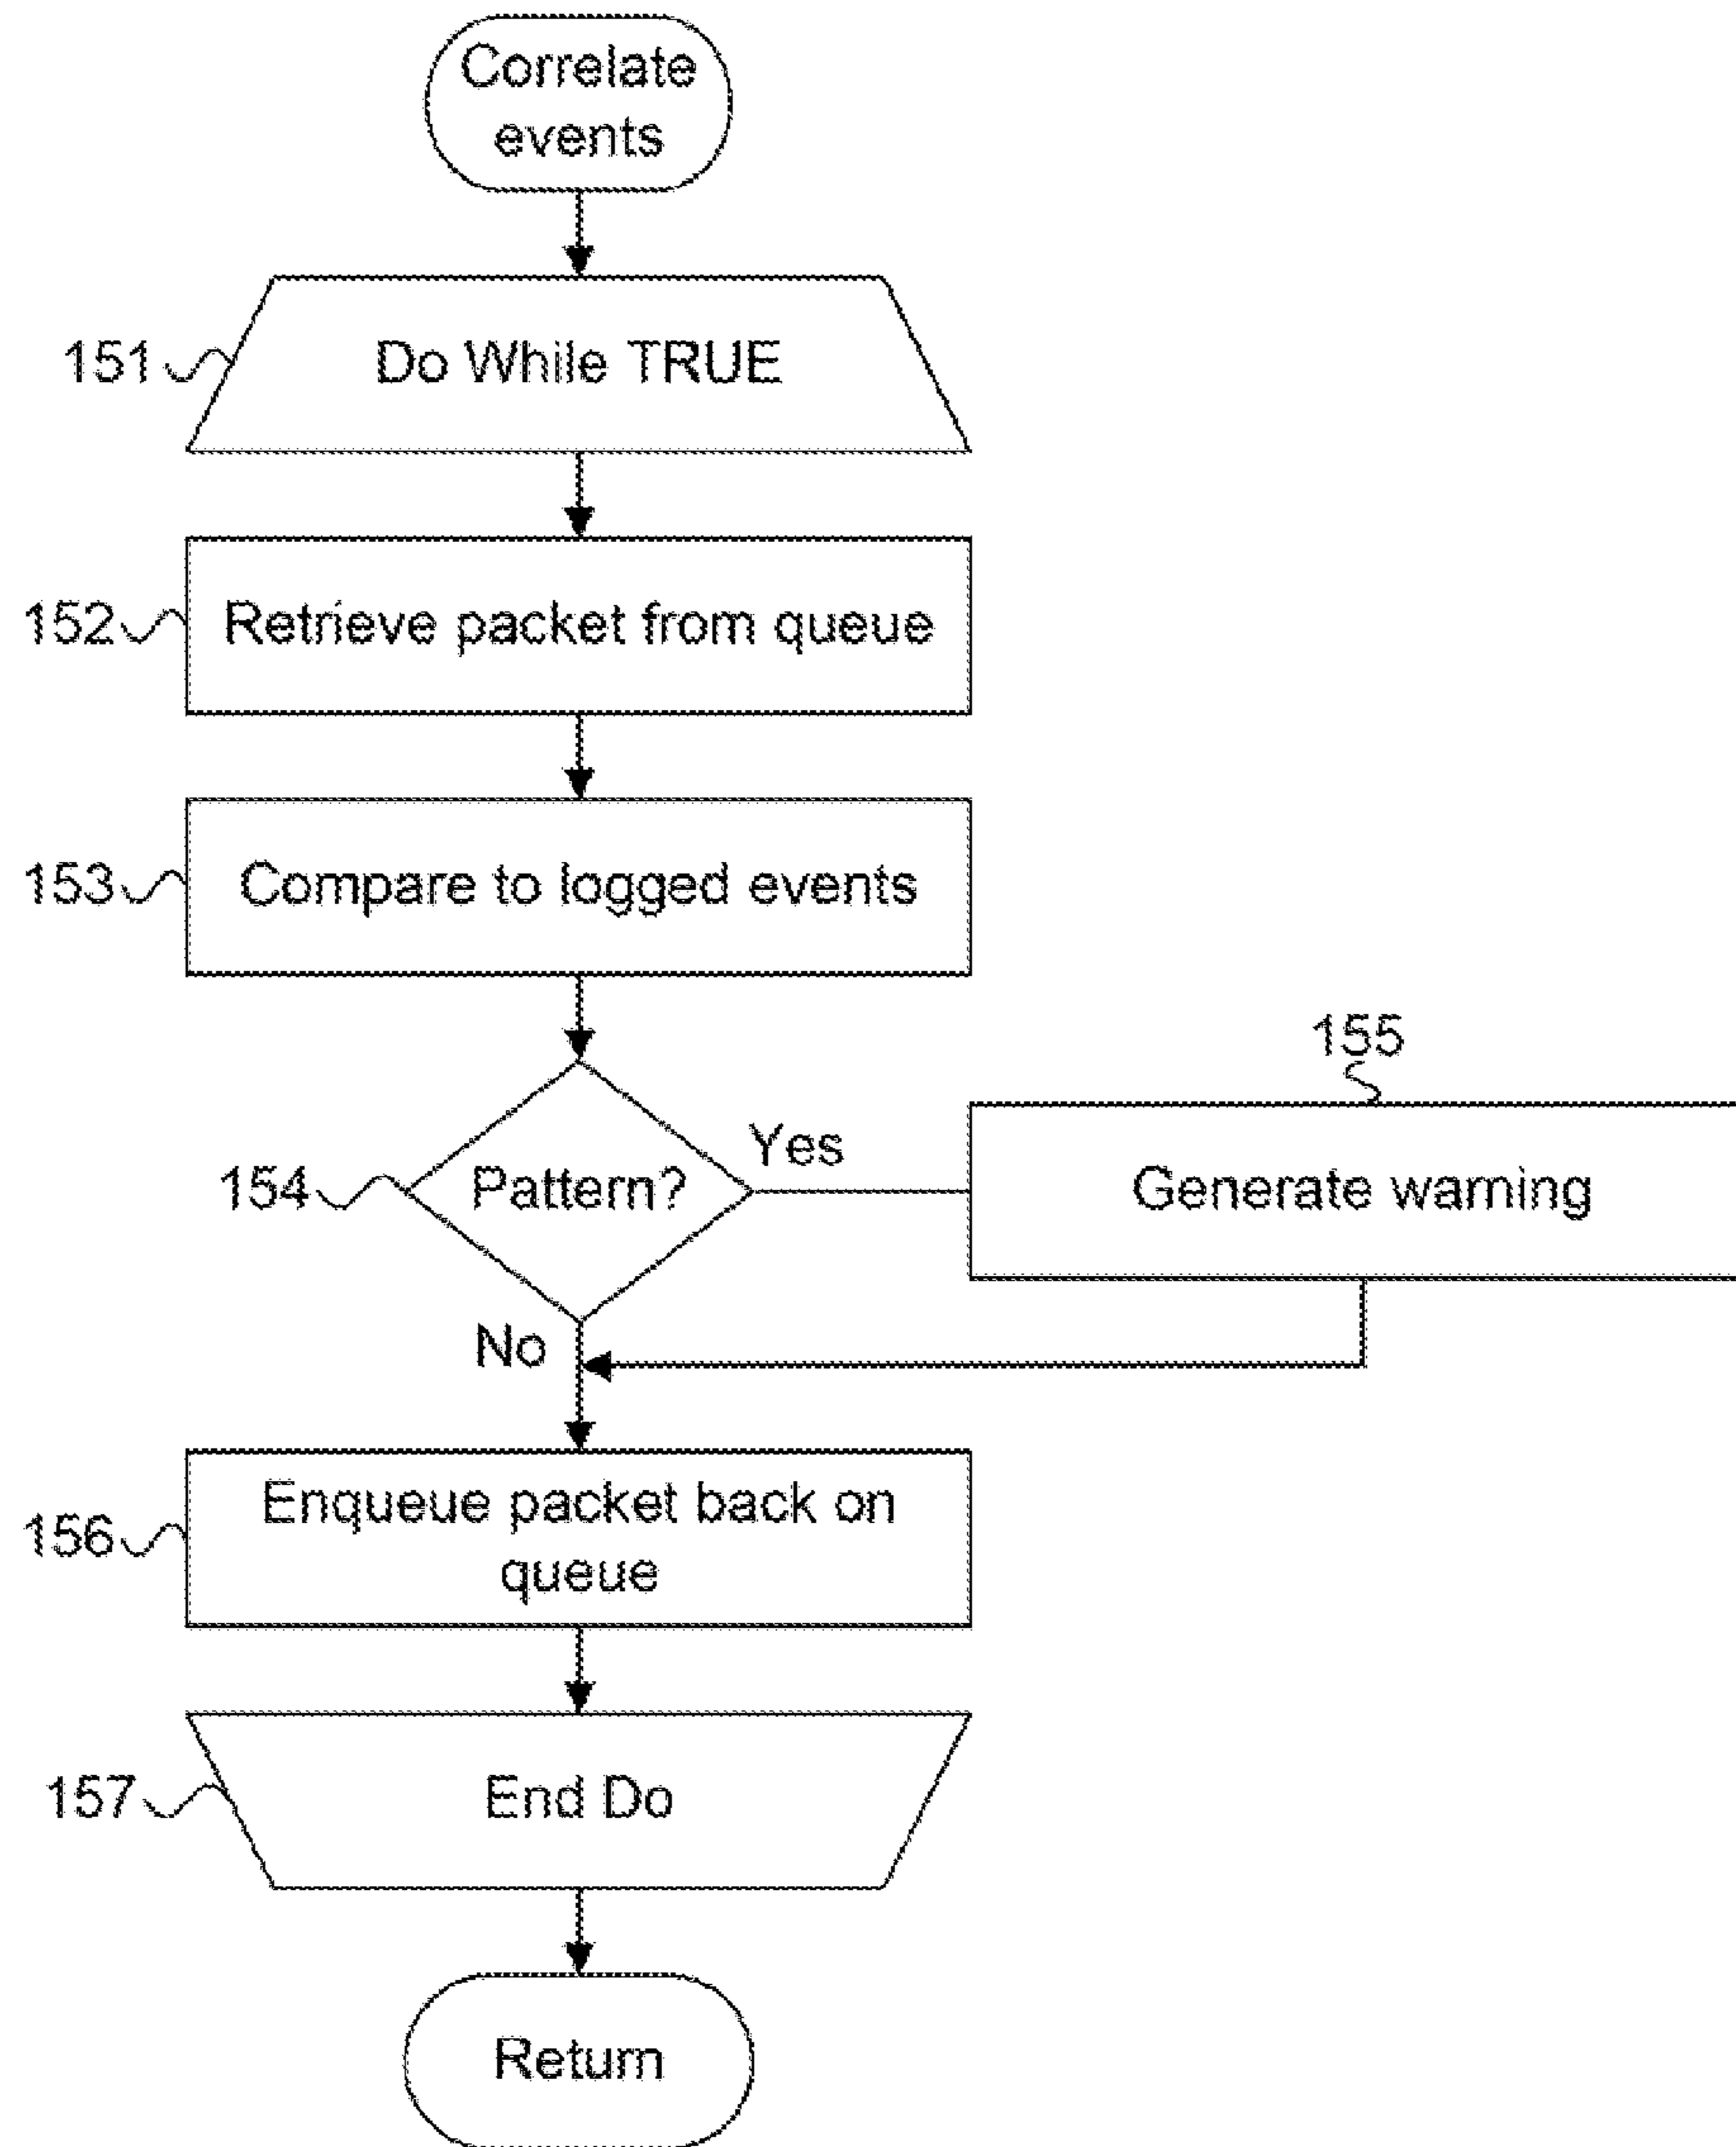 Correlate
events
151
Do While TRUE
152
Retrieve packet from queue
153
Compare to logged events
155
154
Pattern?
Yes
Generate warning
No
156
Enqueue packet back on
queue
157
End Do
Return